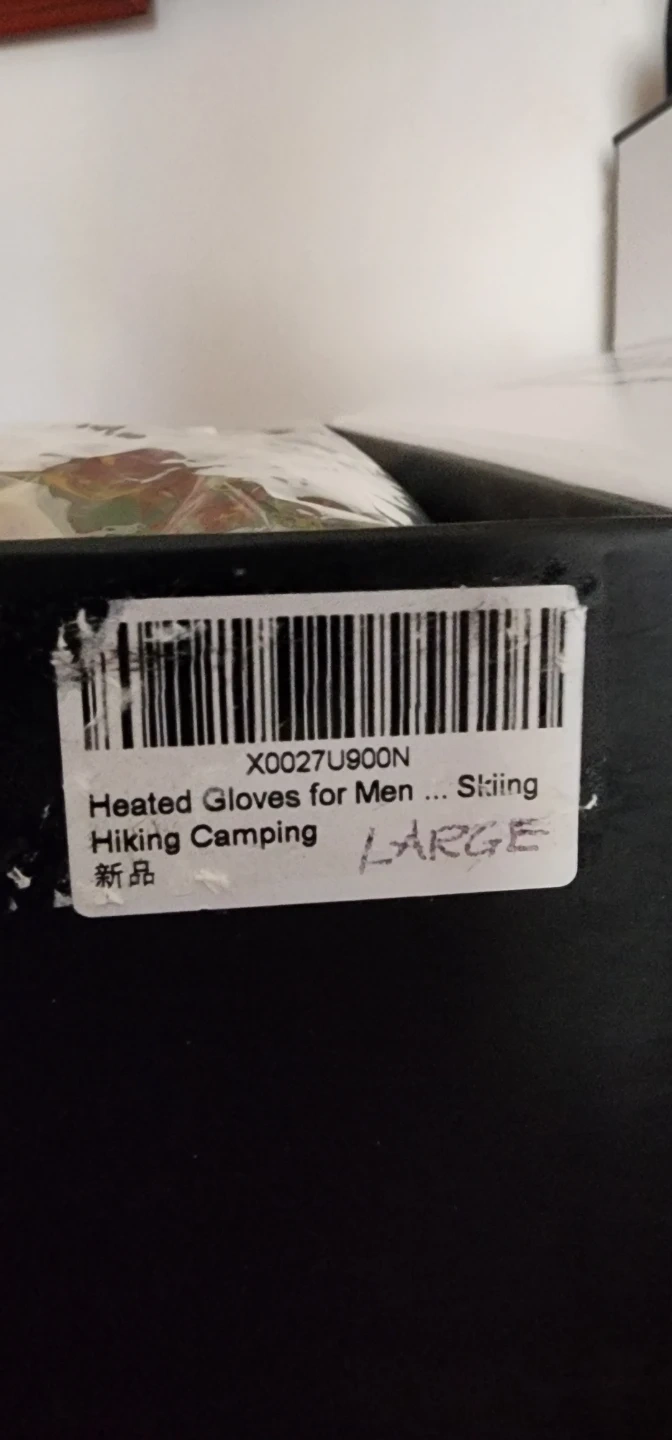 X0027U900N
Heated Gloves for Men ... Skiing
Hiking Camping
LARGE
新品